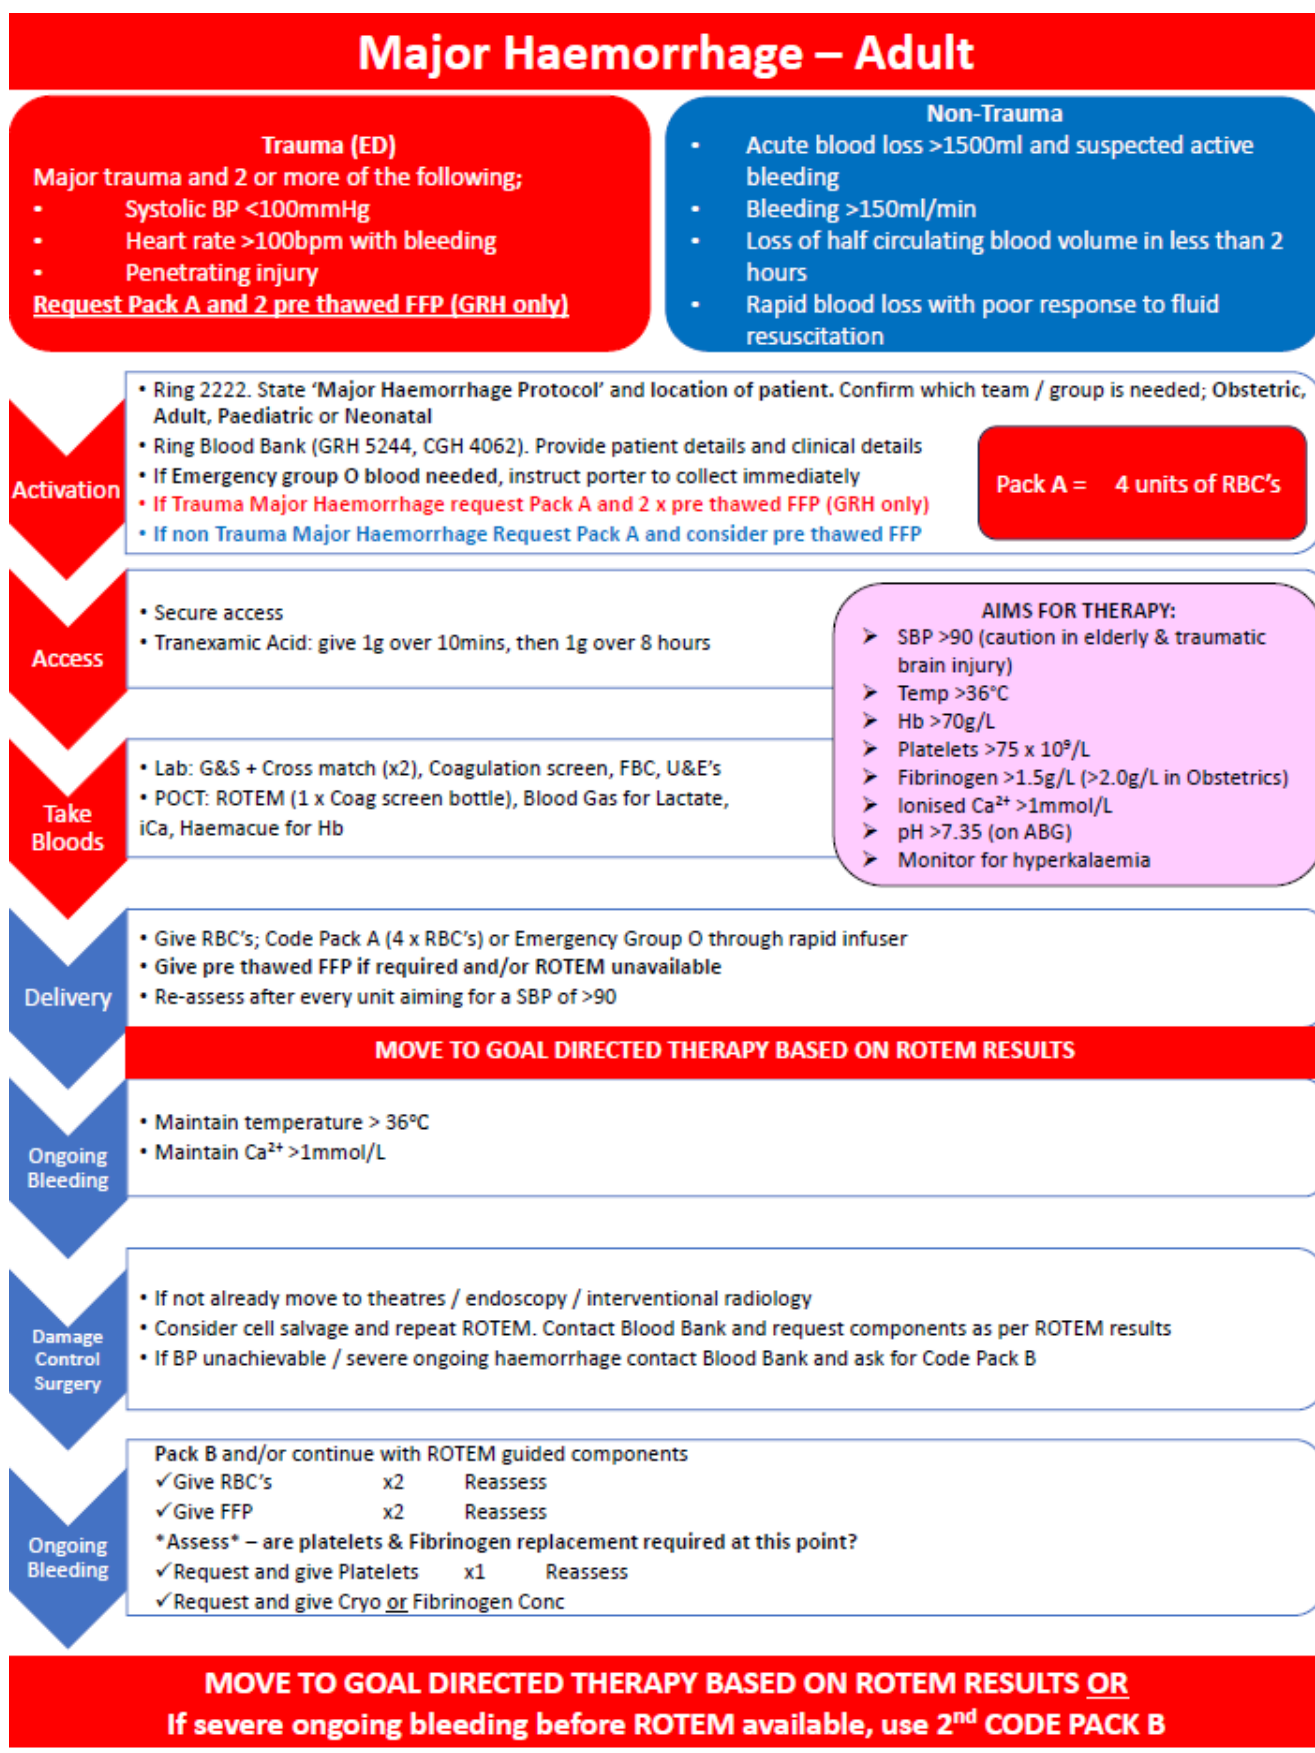 Major Haemorrhage – Adult
Trauma (ED)
Major trauma and 2 or more of the following;
• Systolic BP <100mmHg
• Heart rate >100bpm with bleeding
• Penetrating injury
Request Pack A and 2 pre thawed FFP (GRH only)
Non-Trauma
• Acute blood loss >1500ml and suspected active
bleeding
• Bleeding >150ml/min
• Loss of half circulating blood volume in less than 2
hours
• Rapid blood loss with poor response to fluid
resuscitation
Activation
• Ring 2222. State ‘Major Haemorrhage Protocol’ and location of patient. Confirm which team / group is needed; Obstetric,
Adult, Paediatric or Neonatal
• Ring Blood Bank (GRH 5244, CGH 4062). Provide patient details and clinical details
• If Emergency group O blood needed, instruct porter to collect immediately
• If Trauma Major Haemorrhage request Pack A and 2 x pre thawed FFP (GRH only)
• If non Trauma Major Haemorrhage Request Pack A and consider pre thawed FFP
Pack A = 4 units of RBC’s
Access
• Secure access
• Tranexamic Acid: give 1g over 10mins, then 1g over 8 hours
AIMS FOR THERAPY:
➤ SBP >90 (caution in elderly & traumatic
brain injury)
➤ Temp >36°C
➤ Hb >70g/L
➤ Platelets >75 x 10⁹/L
➤ Fibrinogen >1.5g/L (>2.0g/L in Obstetrics)
➤ Ionised Ca²⁺ >1mmol/L
➤ pH >7.35 (on ABG)
➤ Monitor for hyperkalaemia
Take
Bloods
• Lab: G&S + Cross match (x2), Coagulation screen, FBC, U&E’s
• POCT: ROTEM (1 x Coag screen bottle), Blood Gas for Lactate,
iCa, Haemacue for Hb
Delivery
• Give RBC’s; Code Pack A (4 x RBC’s) or Emergency Group O through rapid infuser
• Give pre thawed FFP if required and/or ROTEM unavailable
• Re-assess after every unit aiming for a SBP of >90
MOVE TO GOAL DIRECTED THERAPY BASED ON ROTEM RESULTS
Ongoing
Bleeding
• Maintain temperature > 36°C
• Maintain Ca²⁺ >1mmol/L
Damage
Control
Surgery
• If not already move to theatres / endoscopy / interventional radiology
• Consider cell salvage and repeat ROTEM. Contact Blood Bank and request components as per ROTEM results
• If BP unachievable / severe ongoing haemorrhage contact Blood Bank and ask for Code Pack B
Ongoing
Bleeding
Pack B and/or continue with ROTEM guided components
✓Give RBC’s x2 Reassess
✓Give FFP x2 Reassess
*Assess* – are platelets & Fibrinogen replacement required at this point?
✓Request and give Platelets x1 Reassess
✓Request and give Cryo or Fibrinogen Conc
MOVE TO GOAL DIRECTED THERAPY BASED ON ROTEM RESULTS OR
If severe ongoing bleeding before ROTEM available, use 2nd CODE PACK B